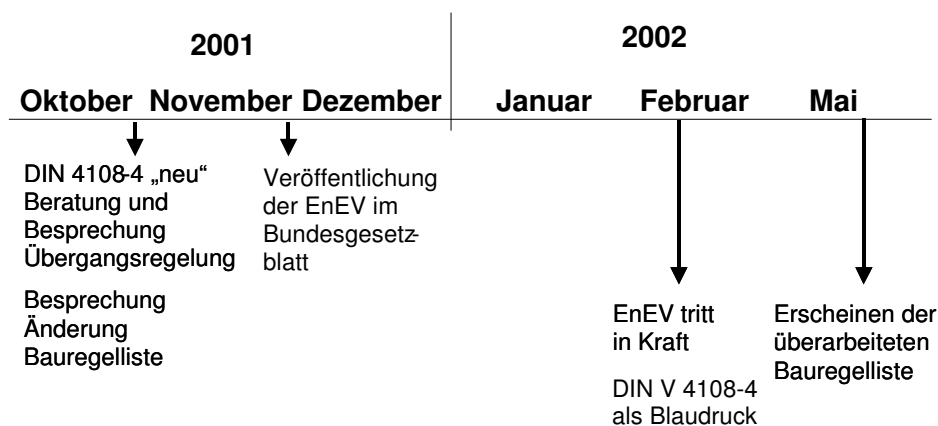 2001
2002
Oktober November Dezember
Januar Februar Mai
DIN 4108-4 „neu“
Beratung und
Besprechung
Übergangsregelung
Besprechung
Änderung
Bauregelliste
Veröffentlichung
der EnEV im
Bundesgesetz-
blatt
EnEV tritt
in Kraft
DIN V 4108-4
als Blaudruck
Erscheinen der
überarbeiteten
Bauregelliste